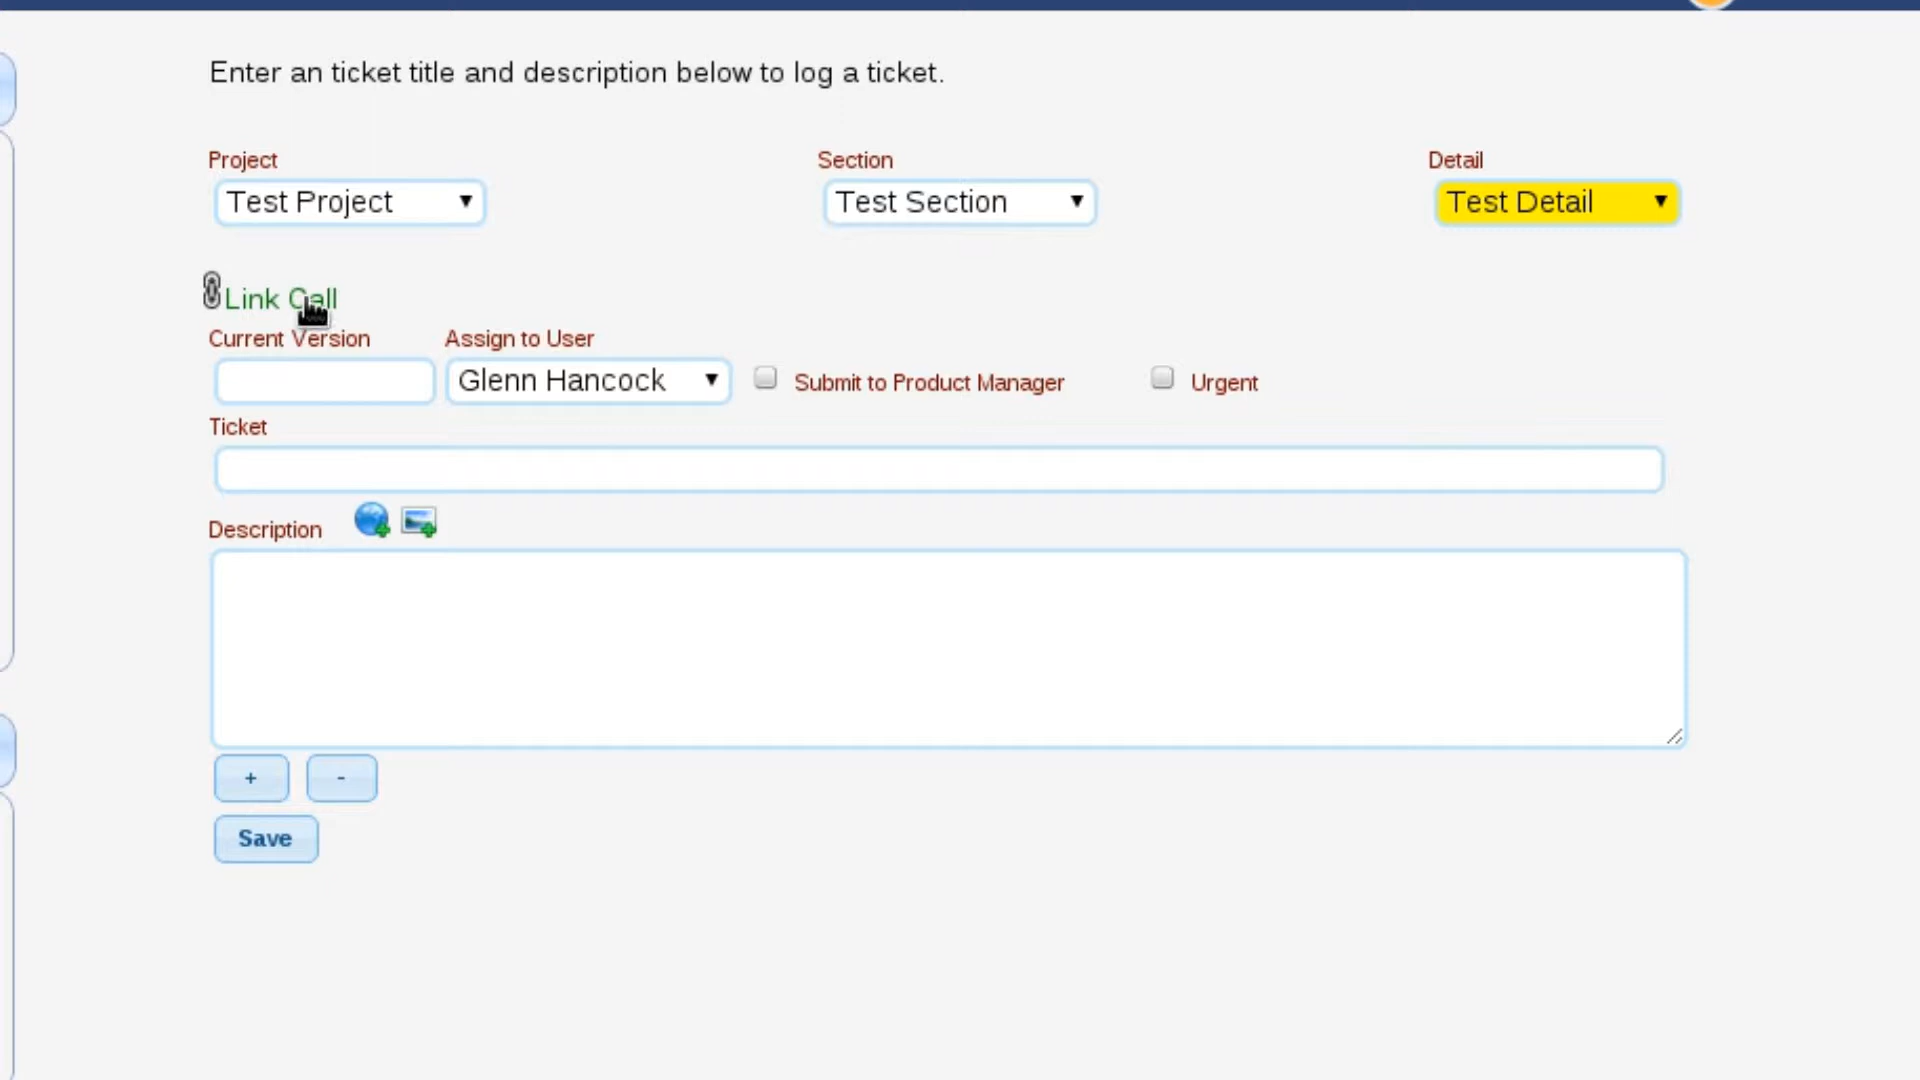 Enter an ticket title and description below to log a ticket.
Project Section Detail
Test Project Test Section Test Detail
Link Call
Current Version Assign to User
Glenn Hancock Submit to Product Manager Urgent
Ticket
Description
+ -
Save